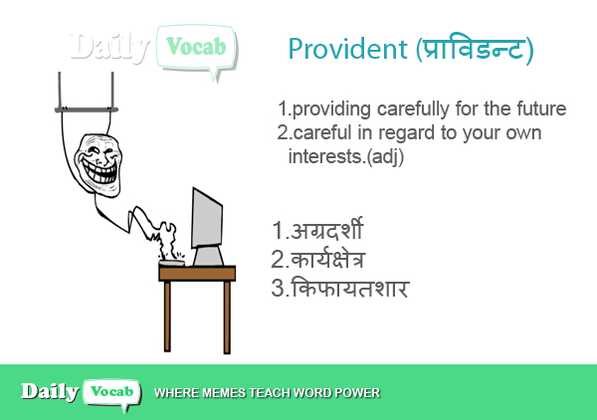 Daily Vocab
Provident (प्राविडन्ट)
1.providing carefully for the future
2.careful in regard to your own
interests.(adj)
1.अग्रदर्शी
2.कार्यक्षेत्र
3.किफायतशार
Daily Vocab WHERE MEMES TEACH WORD POWER